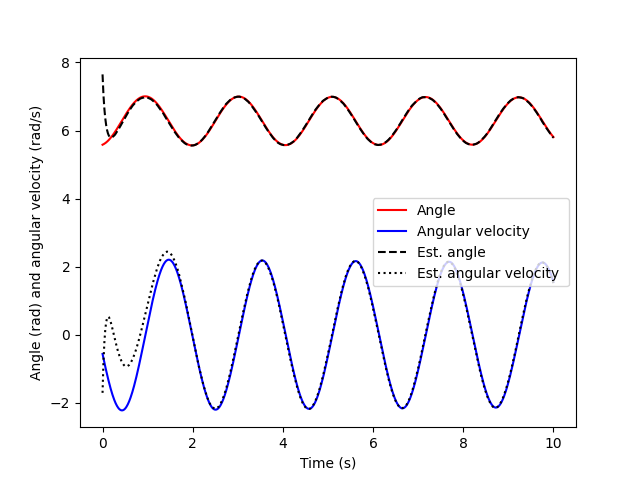 8
6
4
2
0
−2
Angle (rad) and angular velocity (rad/s)
Angle
Angular velocity
Est. angle
Est. angular velocity
0 2 4 6 8 10
Time (s)